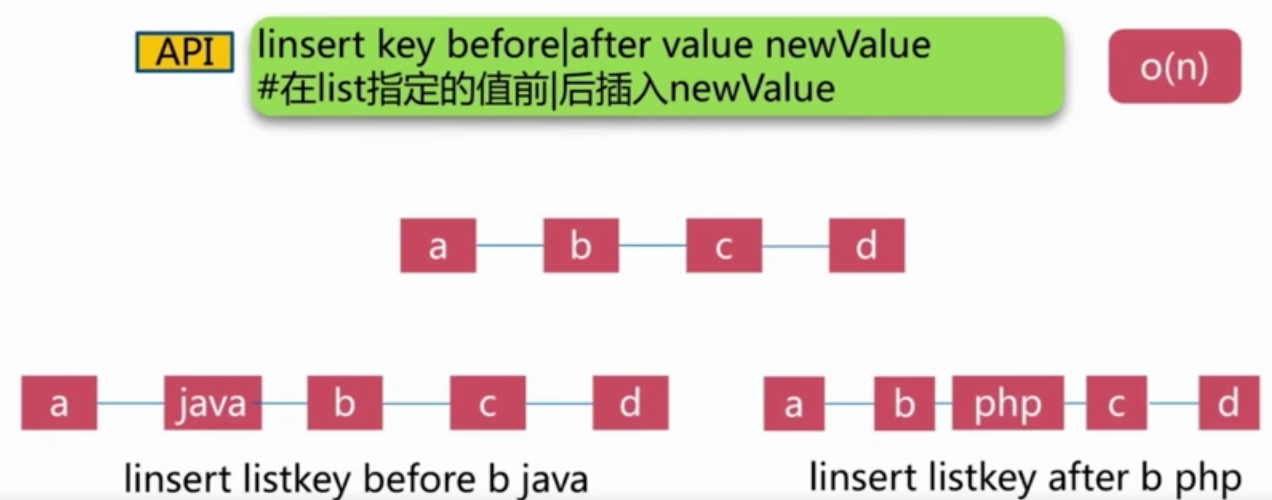 API
linsert key before|after value newValue
#在list指定的值前|后插入newValue
o(n)
a b c d
a java b c d
a b php c d
linsert listkey before b java
linsert listkey after b php